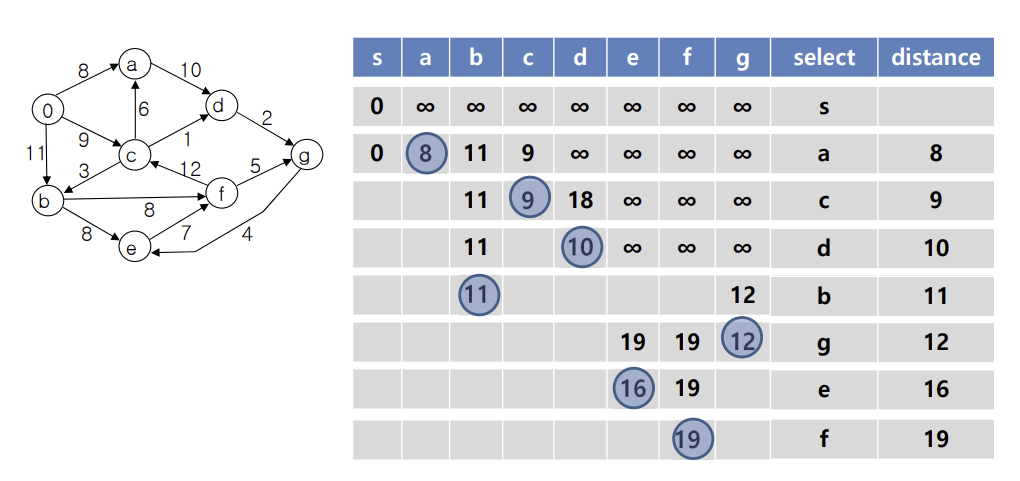 8
a
10
0
6
d
9
2
11
c
1
g
3
12
5
b
f
8
8
7
4
e
s a b c d e f g select distance
0 ∞ ∞ ∞ ∞ ∞ ∞ ∞ s
0 8 11 9 ∞ ∞ ∞ ∞ a 8
11 9 18 ∞ ∞ ∞ c 9
11 10 ∞ ∞ ∞ d 10
11 12 b 11
19 19 12 g 12
16 19 e 16
19 f 19